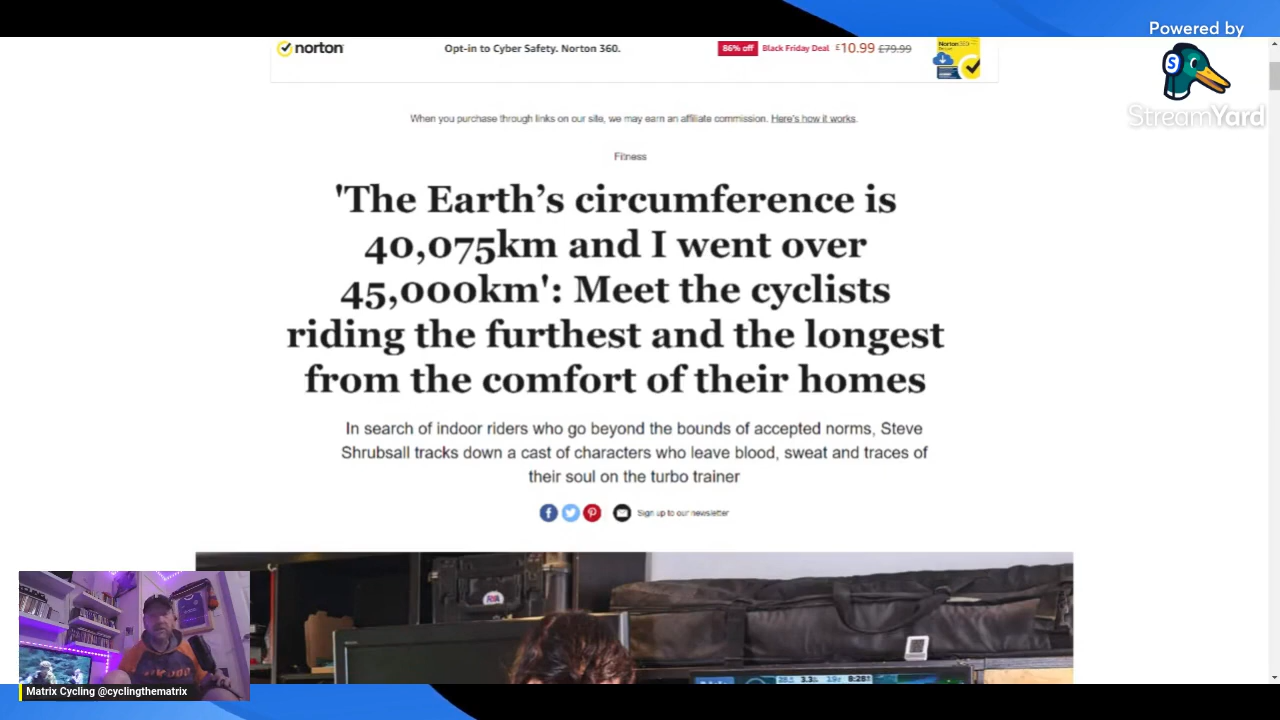 Powered by
StreamYard
norton
Opt-in to Cyber Safety. Norton 360.
86% off Black Friday Deal £10.99 £79.99
When you purchase through links on our site, we may earn an affiliate commission. Here's how it works.
Fitness
'The Earth’s circumference is
40,075km and I went over
45,000km': Meet the cyclists
riding the furthest and the longest
from the comfort of their homes
In search of indoor riders who go beyond the bounds of accepted norms, Steve
Shrubsall tracks down a cast of characters who leave blood, sweat and traces of
their soul on the turbo trainer
Sign up to our newsletter
Matrix Cycling @cyclingthematrix